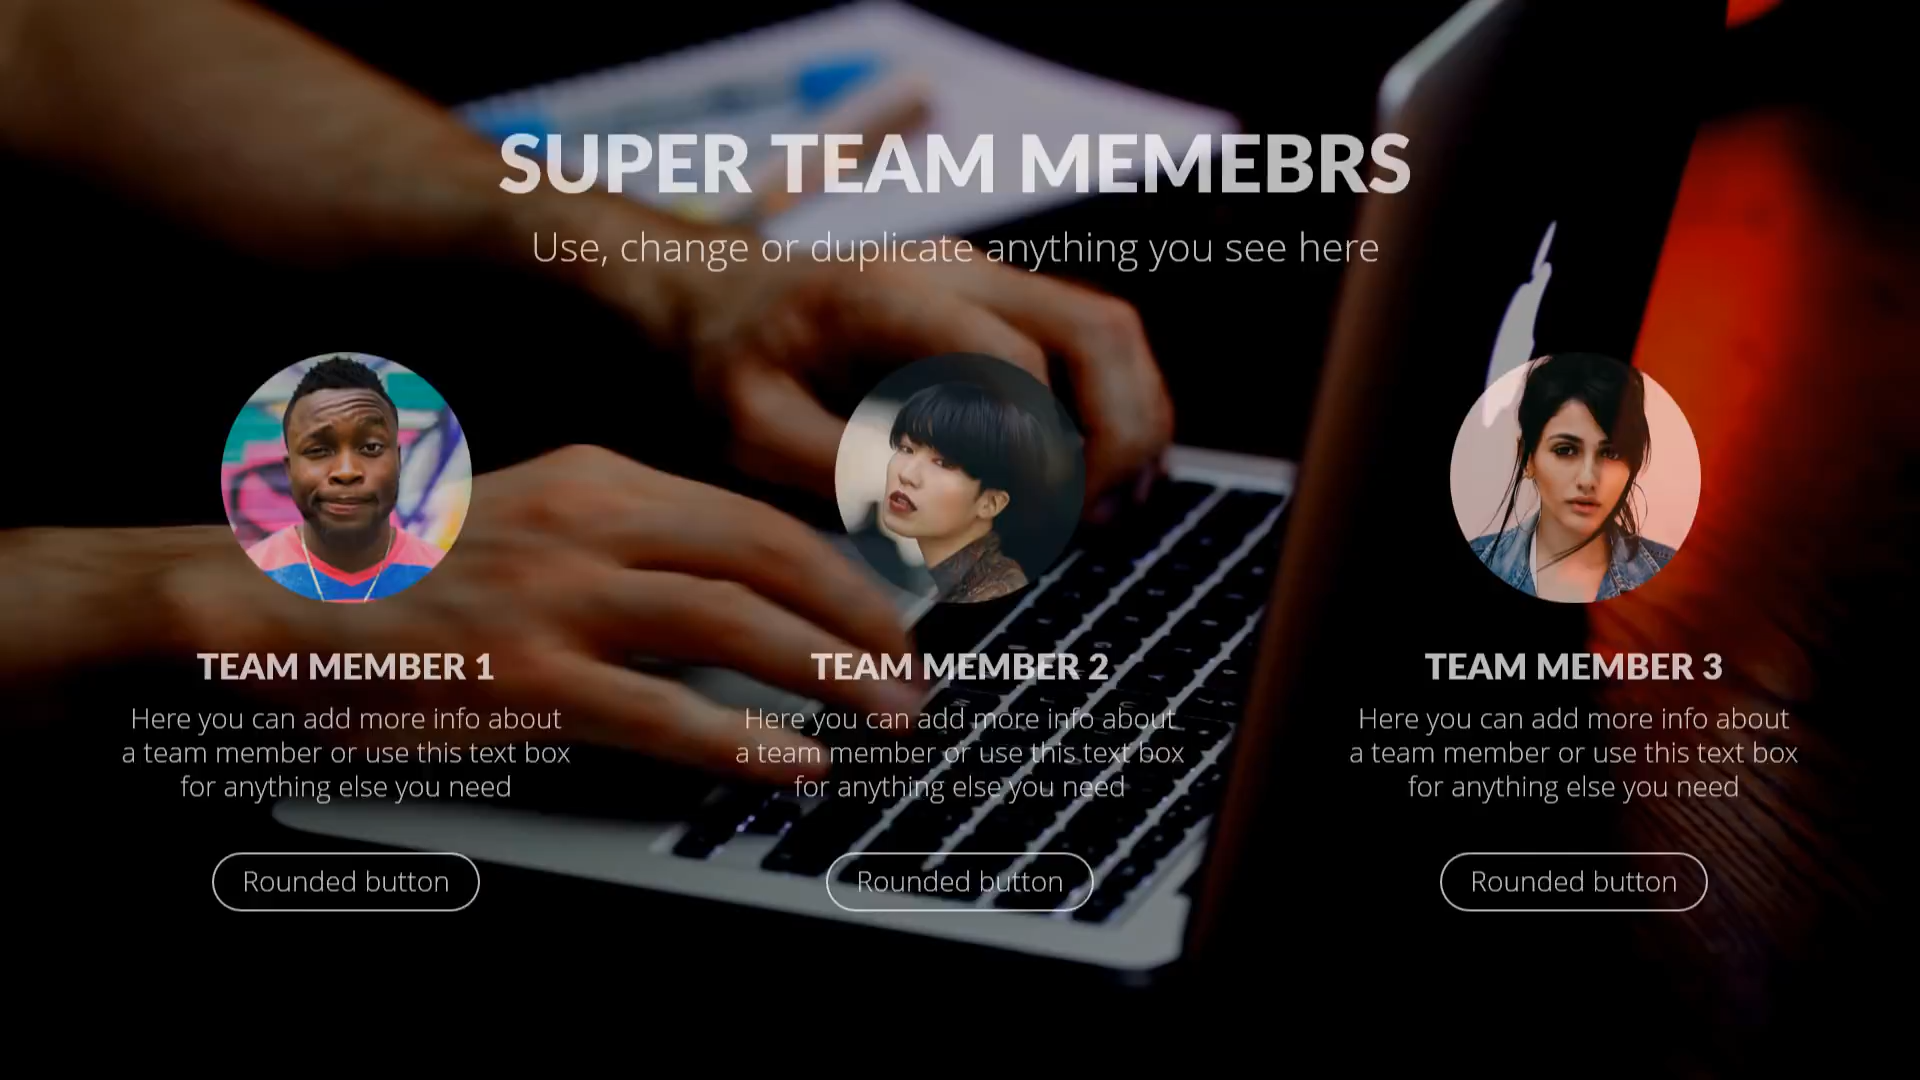 SUPER TEAM MEMEBRS
Use, change or duplicate anything you see here
TEAM MEMBER 1
Here you can add more info about
a team member or use this text box
for anything else you need
Rounded button
TEAM MEMBER 2
Here you can add more info about
a team member or use this text box
for anything else you need
Rounded button
TEAM MEMBER 3
Here you can add more info about
a team member or use this text box
for anything else you need
Rounded button